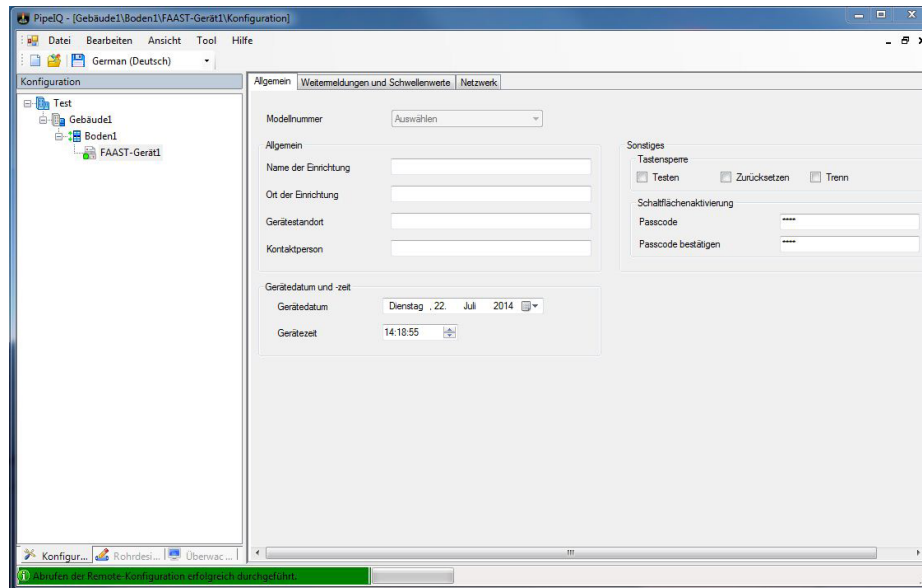 PipeIQ - [Gebäude1\Boden1\FAAST-Gerät1\Konfiguration]
Datei Bearbeiten Ansicht Tool Hilfe
German (Deutsch)
Konfiguration
Test
Gebäude1
Boden1
FAAST-Gerät1
Allgemein Weitermeldungen und Schwellenwerte Netzwerk
Modellnummer Auswählen
Allgemein
Name der Einrichtung
Ort der Einrichtung
Gerätestandort
Kontaktperson
Gerätedatum und -zeit
Gerätedatum Dienstag , 22. Juli 2014
Gerätezeit 14:18:55
Sonstiges
Tastensperre
Testen Zurücksetzen Trenn
Schaltflächenaktivierung
Passcode ****
Passcode bestätigen ****
Konfigur... Rohrdesi... Überwac...
Abrufen der Remote-Konfiguration erfolgreich durchgeführt.